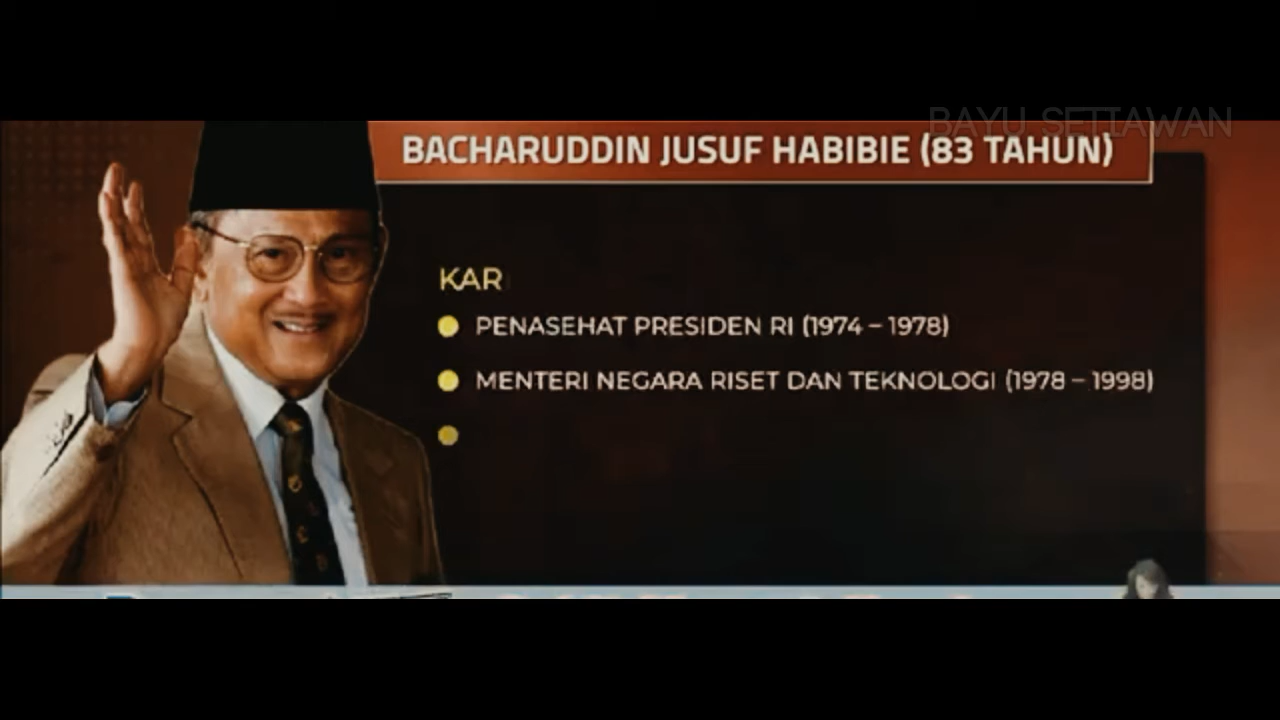 BAYU SETIAWAN
BACHARUDDIN JUSUF HABIBIE (83 TAHUN)
KAR
PENASEHAT PRESIDEN RI (1974 – 1978)
MENTERI NEGARA RISET DAN TEKNOLOGI (1978 – 1998)